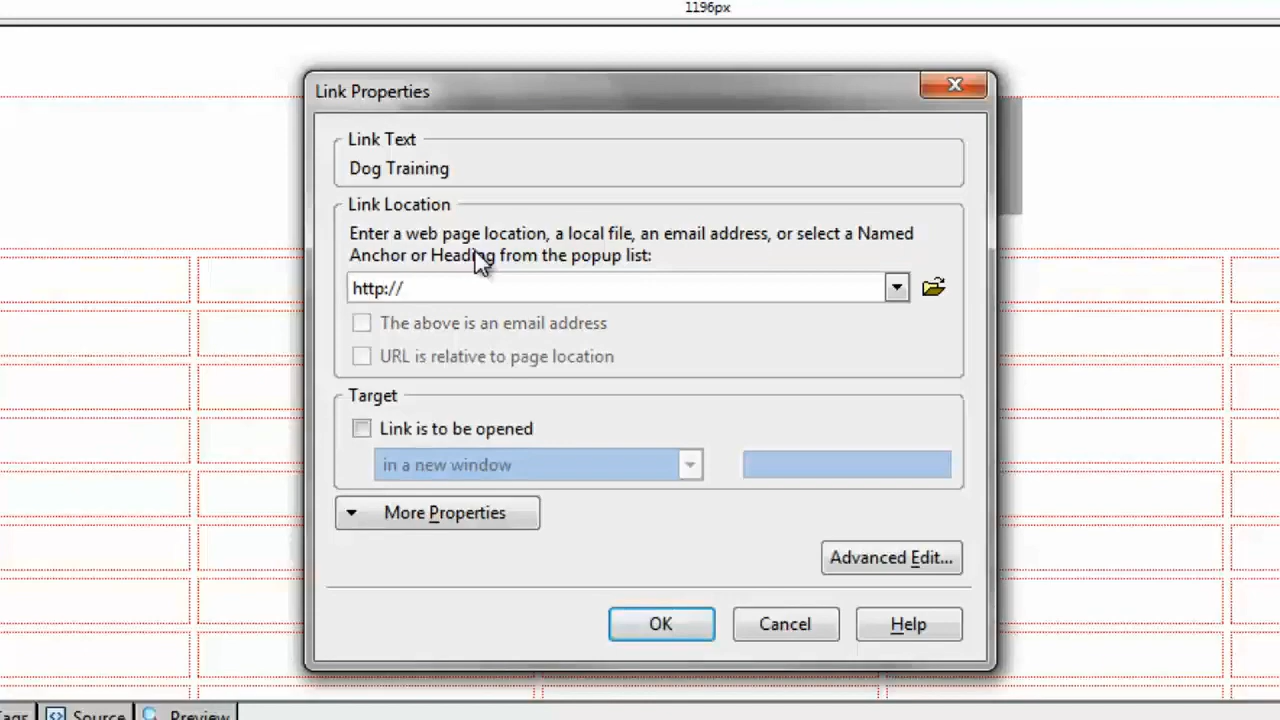 1196px
Link Properties
Link Text
Dog Training
Link Location
Enter a web page location, a local file, an email address, or select a Named
Anchor or Heading from the popup list:
http://
The above is an email address
URL is relative to page location
Target
Link is to be opened
in a new window
More Properties
Advanced Edit...
OK Cancel Help
Source Preview